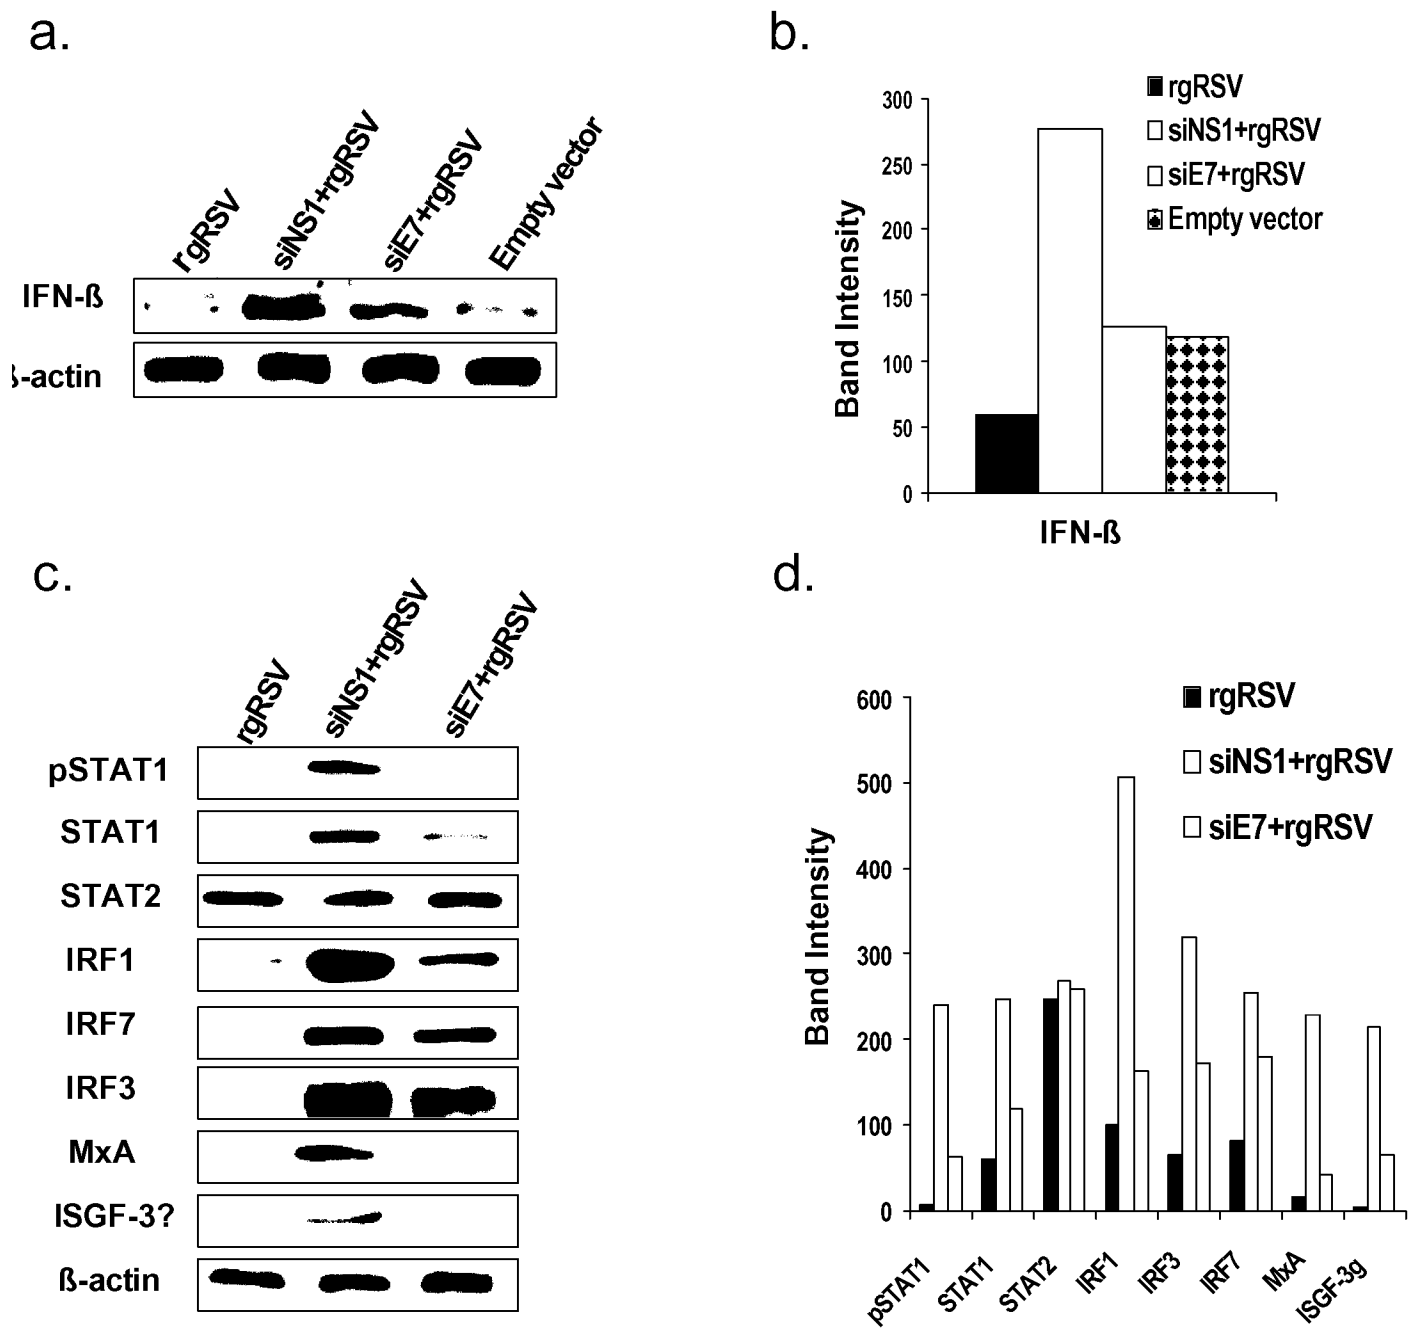 a.
rgRSV
siNS1+rgRSV
siE7+rgRSV
Empty vector
IFN-ß
ß-actin
b.
rgRSV
siNS1+rgRSV
siE7+rgRSV
Empty vector
Band Intensity
300
250
200
150
100
50
0
IFN-ß
c.
rgRSV
siNS1+rgRSV
siE7+rgRSV
pSTAT1
STAT1
STAT2
IRF1
IRF7
IRF3
MxA
ISGF-3?
ß-actin
d.
rgRSV
siNS1+rgRSV
siE7+rgRSV
Band Intensity
600
500
400
300
200
100
0
pSTAT1
STAT1
STAT2
IRF1
IRF3
IRF7
MxA
ISGF-3g